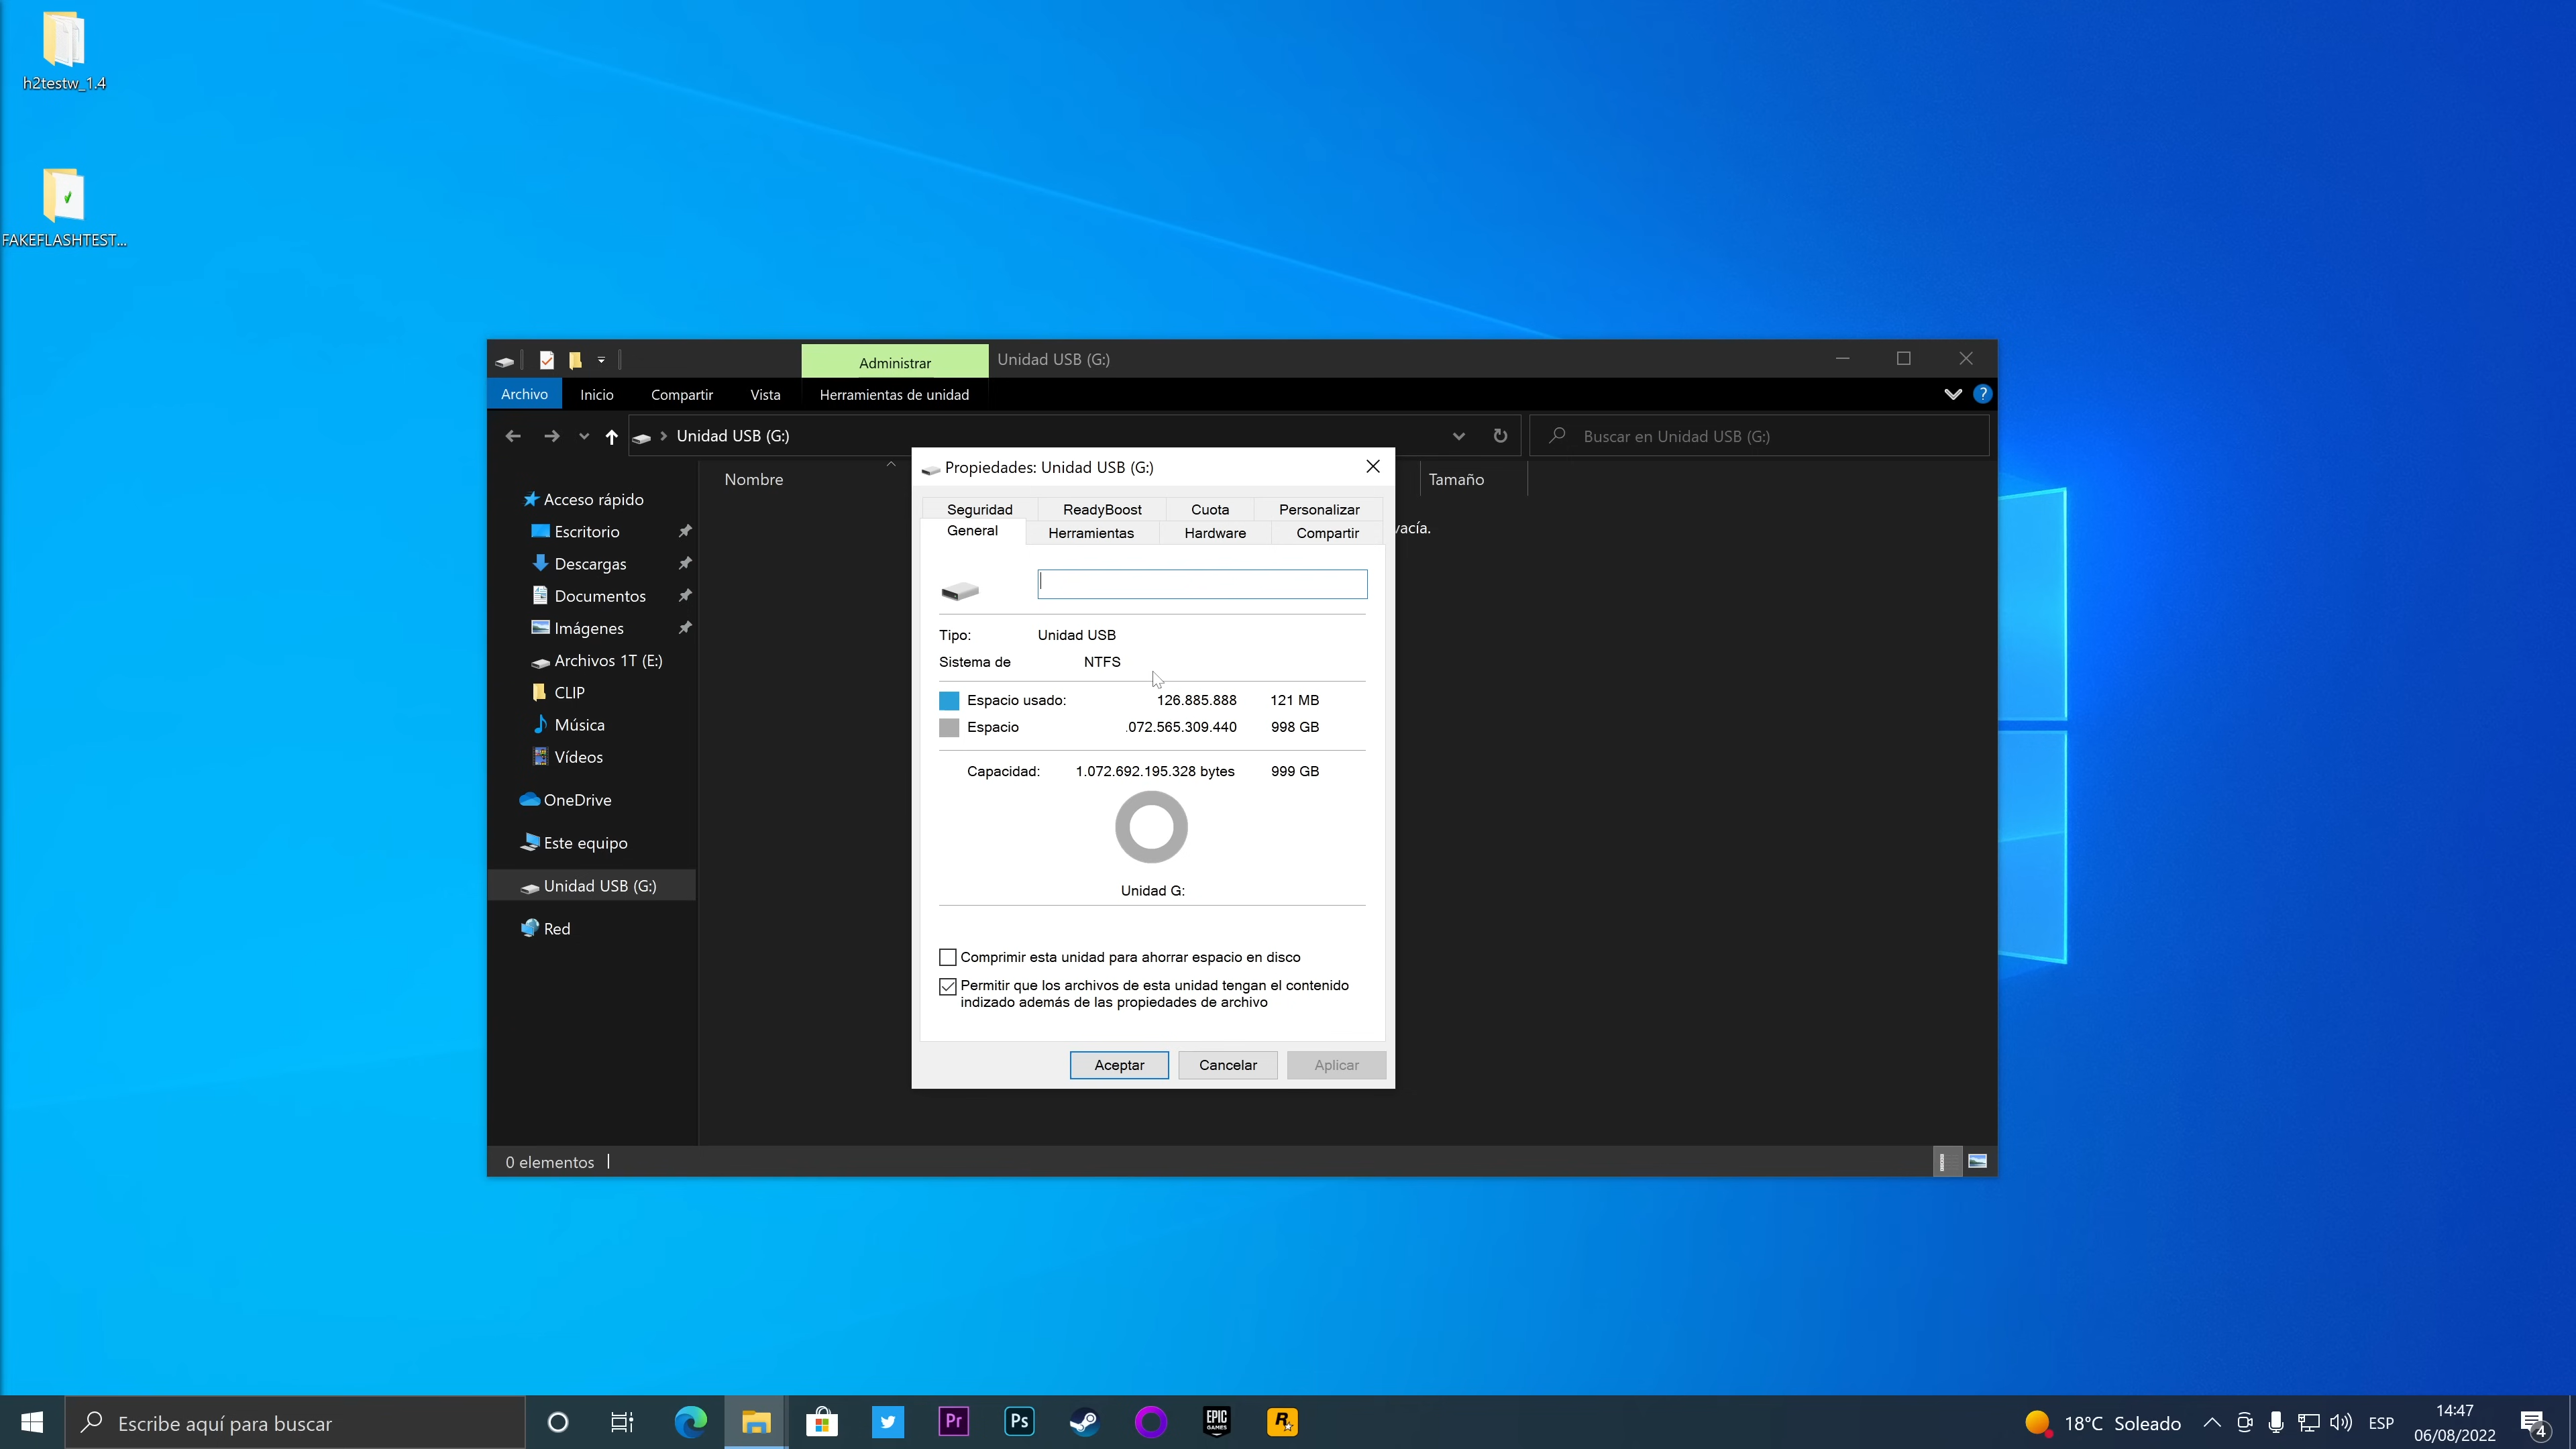 h2testw_1.4
FAKEFLASHTEST...
Administrar
Unidad USB (G:)
Archivo
Inicio
Compartir
Vista
Herramientas de unidad
?
Unidad USB (G:)
Buscar en Unidad USB (G:)
Nombre
Tamaño
vacía.
Acceso rápido
Escritorio
Descargas
Documentos
Imágenes
Archivos 1T (E:)
CLIP
Música
Vídeos
OneDrive
Este equipo
Unidad USB (G:)
Red
Propiedades: Unidad USB (G:)
Seguridad
ReadyBoost
Cuota
Personalizar
General
Herramientas
Hardware
Compartir
Tipo:
Unidad USB
Sistema de
NTFS
Espacio usado:
126.885.888
121 MB
Espacio
.072.565.309.440
998 GB
Capacidad:
1.072.692.195.328 bytes
999 GB
Unidad G:
Comprimir esta unidad para ahorrar espacio en disco
Permitir que los archivos de esta unidad tengan el contenido
indizado además de las propiedades de archivo
Aceptar
Cancelar
Aplicar
0 elementos
Escribe aquí para buscar
Pr
Ps
EPIC
GAMES
R
18°C Soleado
ESP
14:47
06/08/2022
4